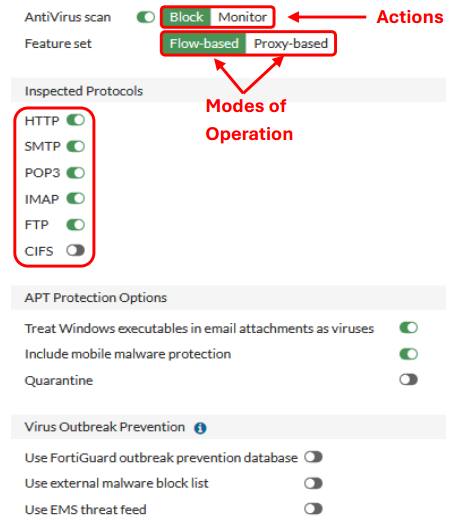 AntiVirus scan Block Monitor Actions
Feature set Flow-based Proxy-based
Inspected Protocols
Modes of
Operation
HTTP
SMTP
POP3
IMAP
FTP
CIFS
APT Protection Options
Treat Windows executables in email attachments as viruses
Include mobile malware protection
Quarantine
Virus Outbreak Prevention
Use FortiGuard outbreak prevention database
Use external malware block list
Use EMS threat feed